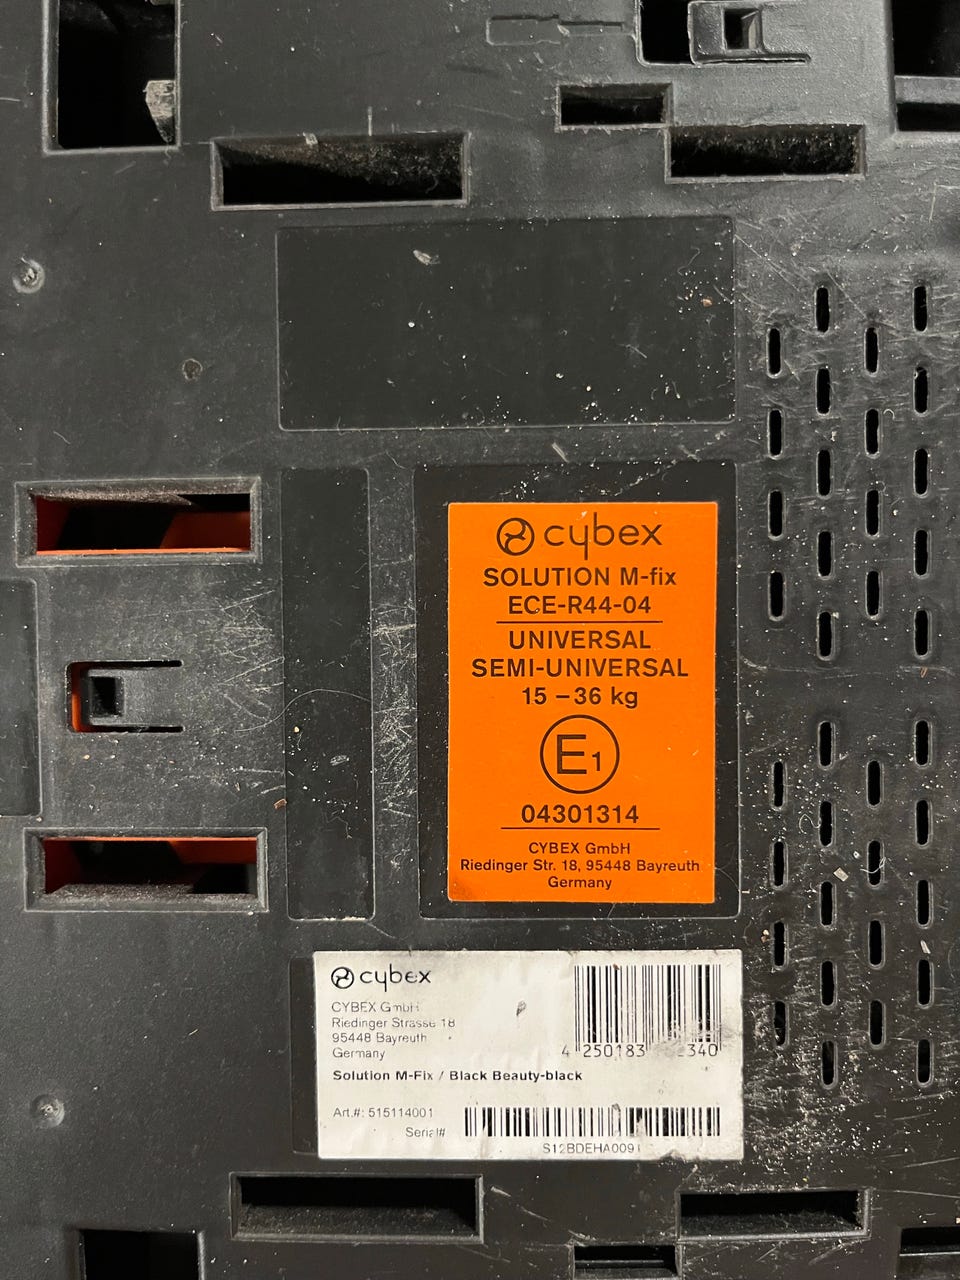 cybex
SOLUTION M-fix
ECE-R44-04
UNIVERSAL
SEMI-UNIVERSAL
15 – 36 kg
E1
04301314
CYBEX GmbH
Riedinger Str. 18, 95448 Bayreuth
Germany
cybex
CYBEX GmbH
Riedinger Strasse 18
95448 Bayreuth
Germany
4 250183
Solution M-Fix / Black Beauty-black
Art.#: 515114001
Serial#